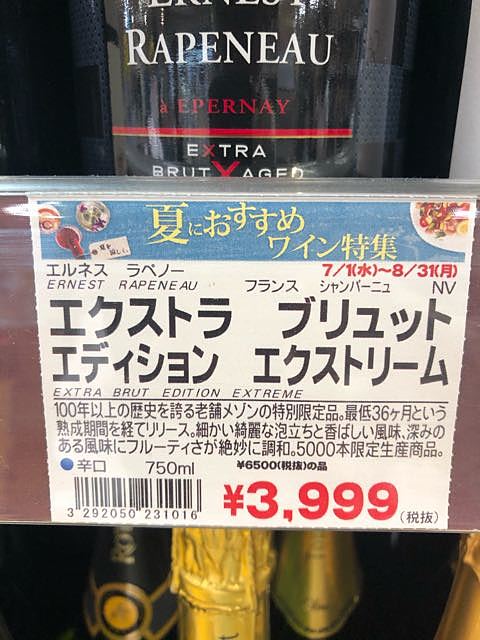 ERNEST
RAPENEAU
à EPERNAY
EXTRA
BRUT X AGED
夏におすすめ
ワイン特集
エルネス ラペノー
7/1(水)～8/31(月)
ERNEST RAPENEAU
フランス シャンパーニュ NV
エクストラ ブリュット
エディション エクストリーム
EXTRA BRUT EDITION EXTREME
100年以上の歴史を誇る老舗メゾンの特別限定品。最低36ヶ月という
熟成期間を経てリリース。細かい綺麗な泡立ちと香ばしい風味、深みの
ある風味にフルーティさが絶妙に調和。5000本限定生産商品。
●辛口 750ml ¥6500(税抜)の品
¥3,999(税抜)
3 292050 231016